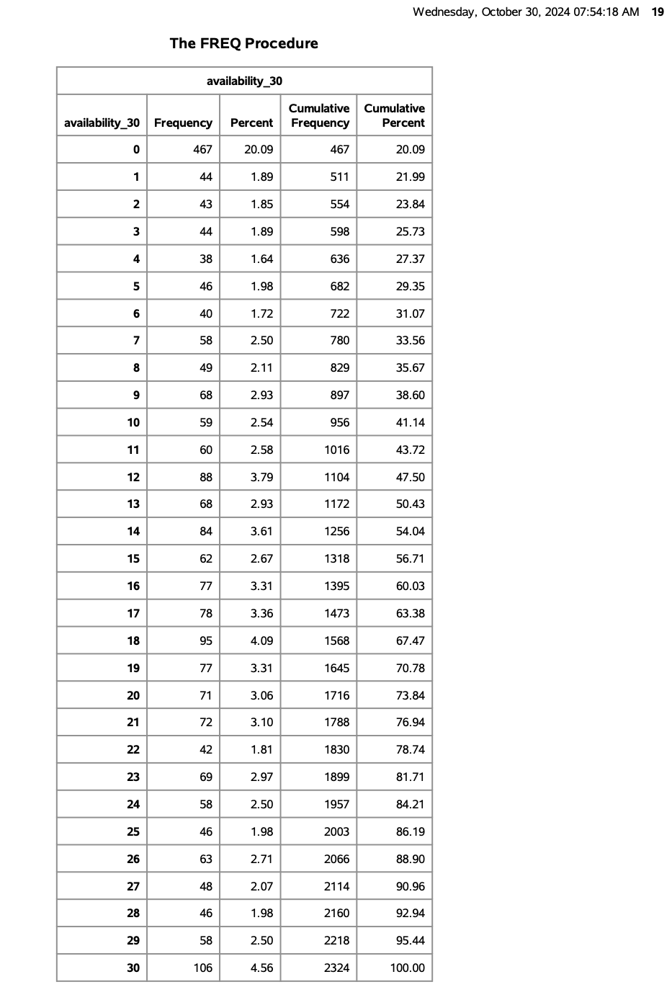 Wednesday, October 30, 2024 07:54:18 AM 19
The FREQ Procedure
availability_30
availability_30 Frequency Percent Cumulative Frequency Cumulative Percent
0 467 20.09 467 20.09
1 44 1.89 511 21.99
2 43 1.85 554 23.84
3 44 1.89 598 25.73
4 38 1.64 636 27.37
5 46 1.98 682 29.35
6 40 1.72 722 31.07
7 58 2.50 780 33.56
8 49 2.11 829 35.67
9 68 2.93 897 38.60
10 59 2.54 956 41.14
11 60 2.58 1016 43.72
12 88 3.79 1104 47.50
13 68 2.93 1172 50.43
14 84 3.61 1256 54.04
15 62 2.67 1318 56.71
16 77 3.31 1395 60.03
17 78 3.36 1473 63.38
18 95 4.09 1568 67.47
19 77 3.31 1645 70.78
20 71 3.06 1716 73.84
21 72 3.10 1788 76.94
22 42 1.81 1830 78.74
23 69 2.97 1899 81.71
24 58 2.50 1957 84.21
25 46 1.98 2003 86.19
26 63 2.71 2066 88.90
27 48 2.07 2114 90.96
28 46 1.98 2160 92.94
29 58 2.50 2218 95.44
30 106 4.56 2324 100.00